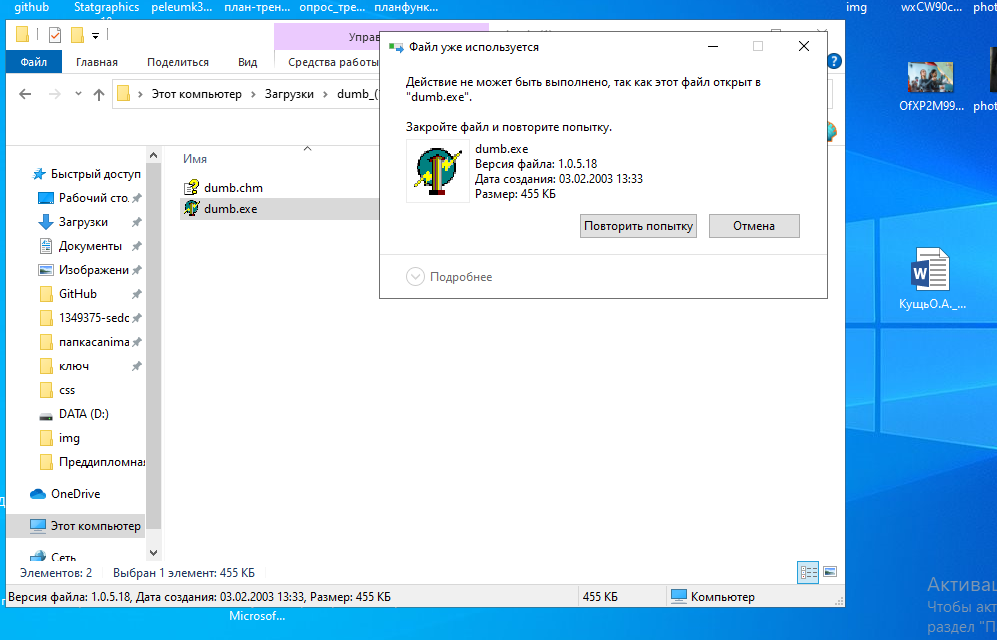 github
Statgraphics
peleumk3...
план-трен...
опрос_тре...
планфунк...
img
wxCW90c...
Управ
Файл
Главная
Поделиться
Вид
Средства работы
Этот компьютер
Загрузки
dumb_(
Файл уже используется
Действие не может быть выполнено, так как этот файл открыт в
"dumb.exe".
Закройте файл и повторите попытку.
dumb.exe
Версия файла: 1.0.5.18
Дата создания: 03.02.2003 13:33
Размер: 455 КБ
Повторить попытку
Отмена
Подробнее
?
OfXP2M99...
phot
phot
КущьО.А._...
Быстрый доступ
Рабочий сто.
Загрузки
Документы
Изображени
GitHub
1349375-sedc
папкаcanima
ключ
css
DATA (D:)
img
Преддипломна
OneDrive
Этот компьютер
Сеть
Имя
dumb.chm
dumb.exe
Элементов: 2
Выбран 1 элемент: 455 КБ
Версия файла: 1.0.5.18, Дата создания: 03.02.2003 13:33, Размер: 455 КБ
455 КБ
Компьютер
Microsof...
Активац
Чтобы акт
раздел "П